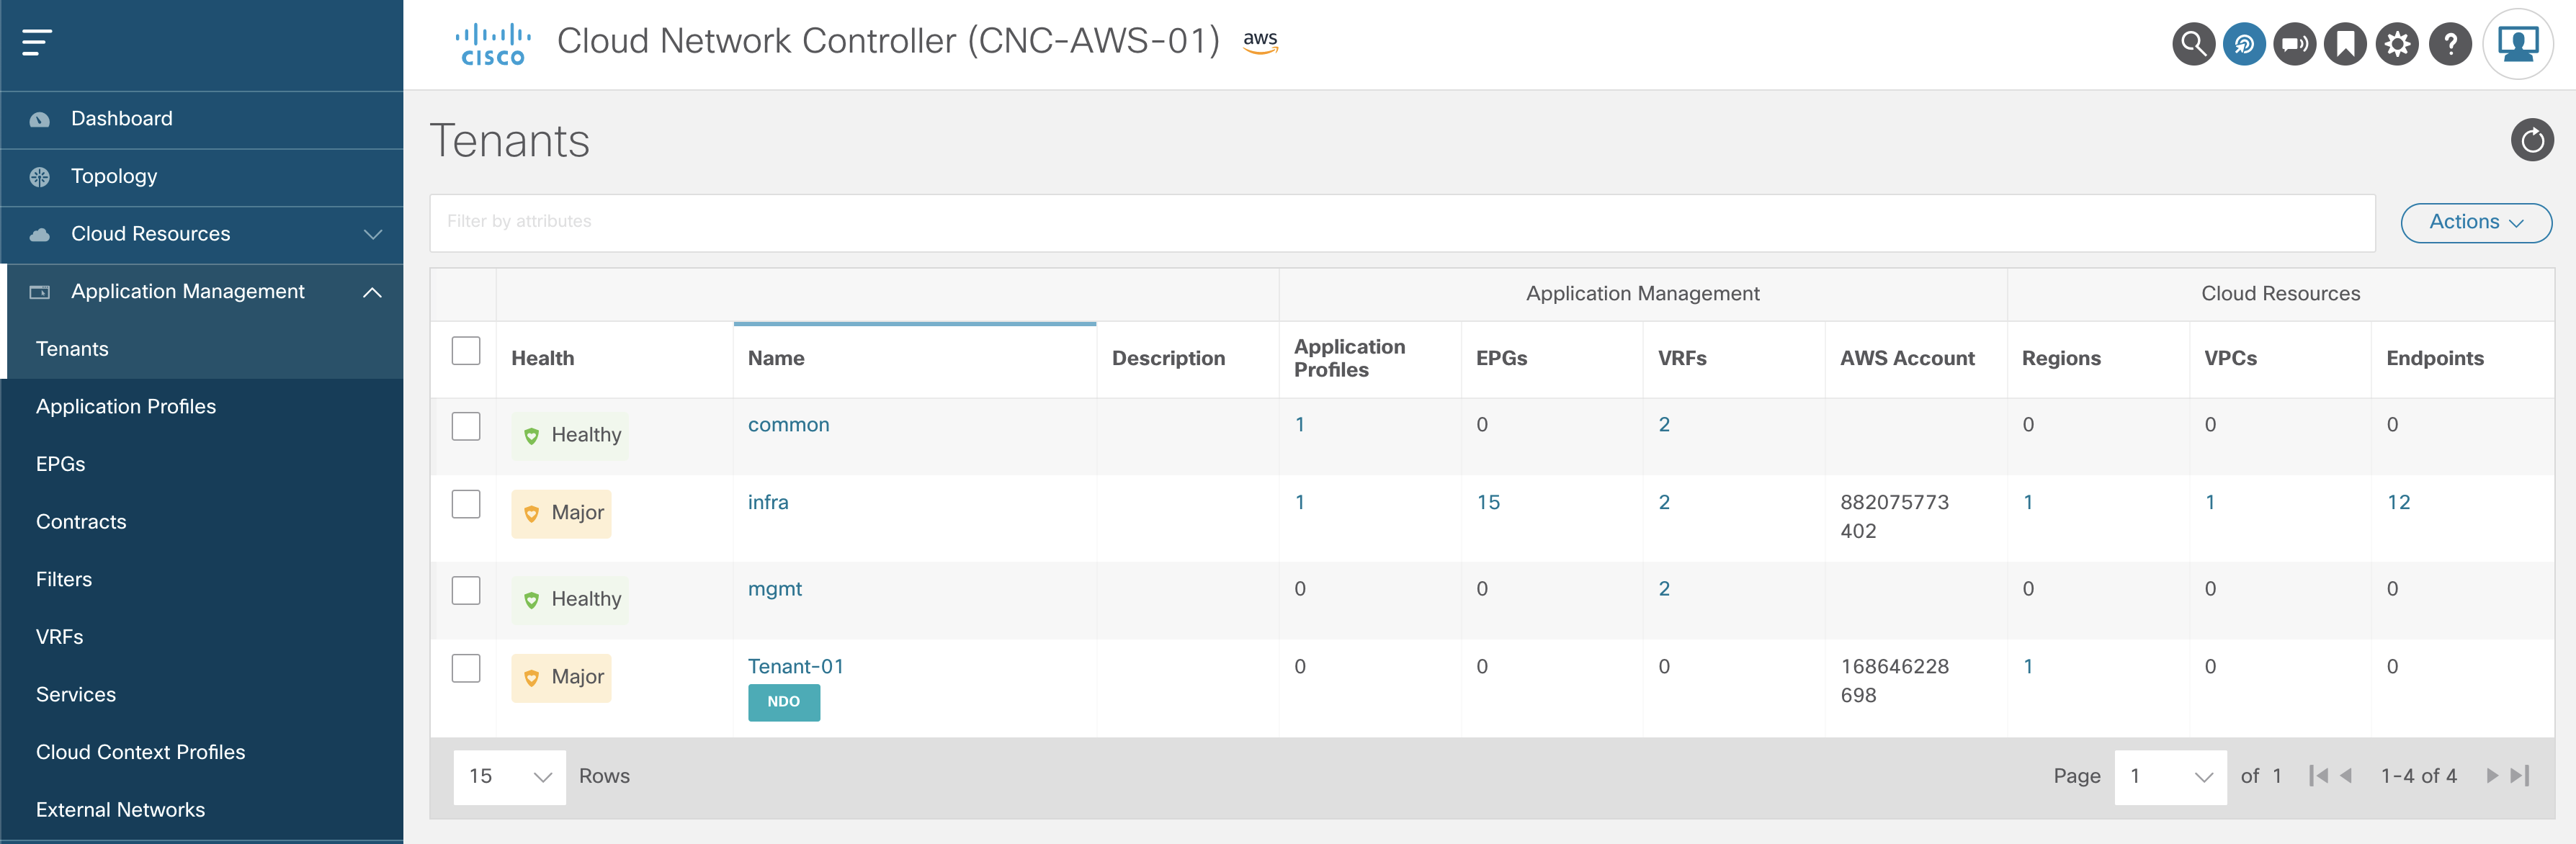 CISCO
Cloud Network Controller (CNC-AWS-01) aws
?
Dashboard
Topology
Cloud Resources
Application Management
Tenants
Application Profiles
EPGs
Contracts
Filters
VRFs
Services
Cloud Context Profiles
External Networks
Tenants
Filter by attributes
Actions
Application Management Cloud Resources
Health Name Description Application EPGs VRFs AWS Account Regions VPCs Endpoints
Profiles
Healthy common 1 0 2 0 0 0
Major infra 1 15 2 882075773 1 1 12
402
Healthy mgmt 0 0 2 0 0 0
Major Tenant-01 0 0 0 168646228 1 0 0
698
NDO
15 Rows Page 1 of 1 1-4 of 4